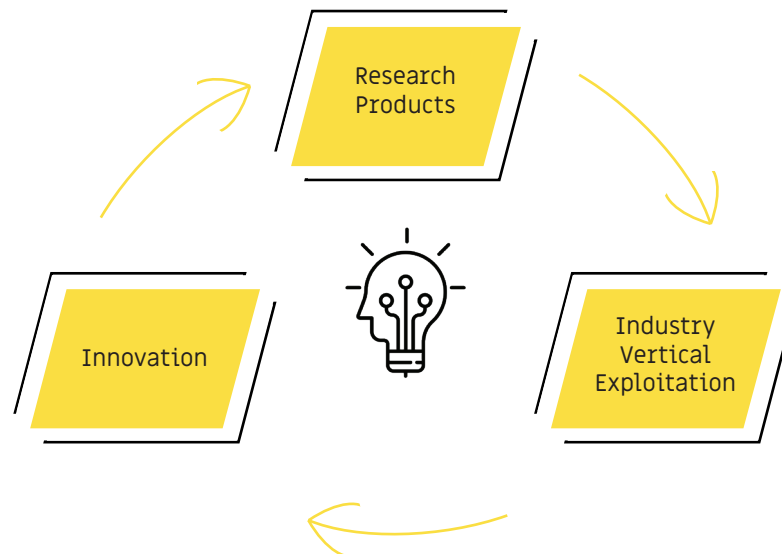 Research
Products
Innovation
Industry
Vertical
Exploitation